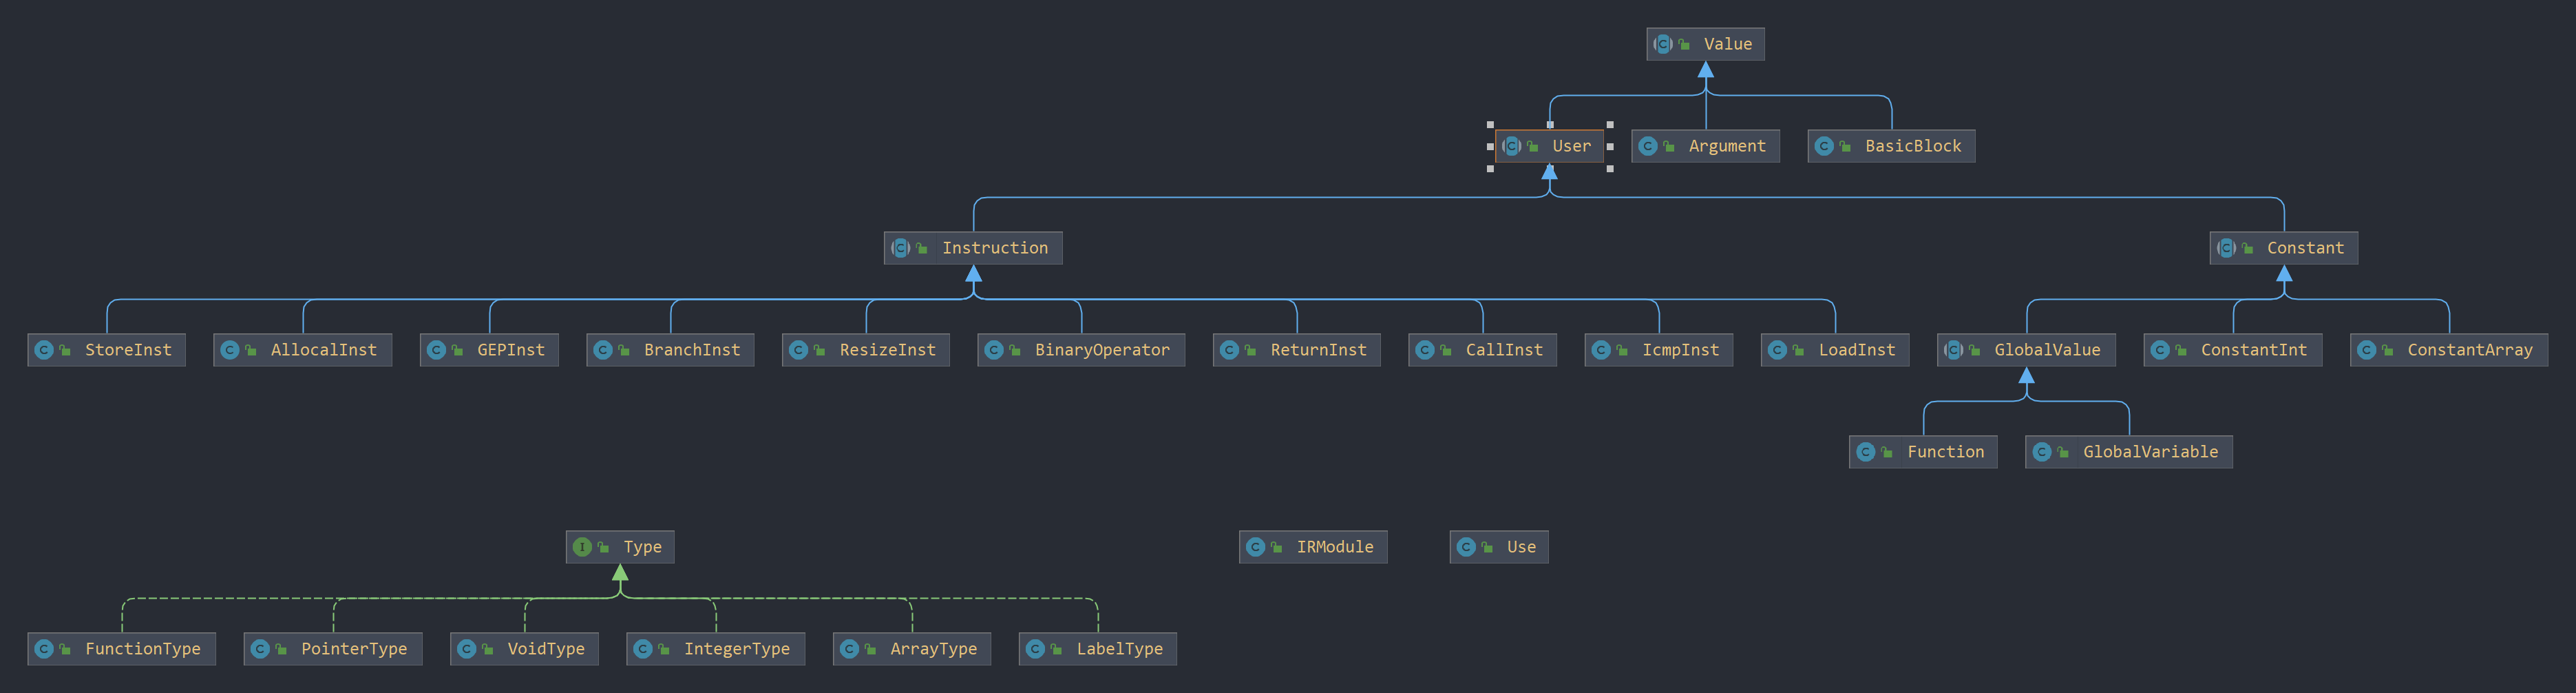 Value
User Argument BasicBlock
Instruction Constant
StoreInst AllocalInst GEPInst BranchInst ResizeInst BinaryOperator ReturnInst CallInst IcmpInst LoadInst GlobalValue ConstantInt ConstantArray
Function GlobalVariable
Type IRModule Use
FunctionType PointerType VoidType IntegerType ArrayType LabelType